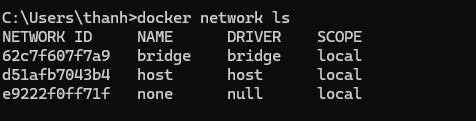 C:\Users\thanh>docker network ls
NETWORK ID     NAME      DRIVER    SCOPE
62c7f607f7a9   bridge    bridge    local
d51afb7043b4   host      host      local
e9222f0ff71f   none      null      local